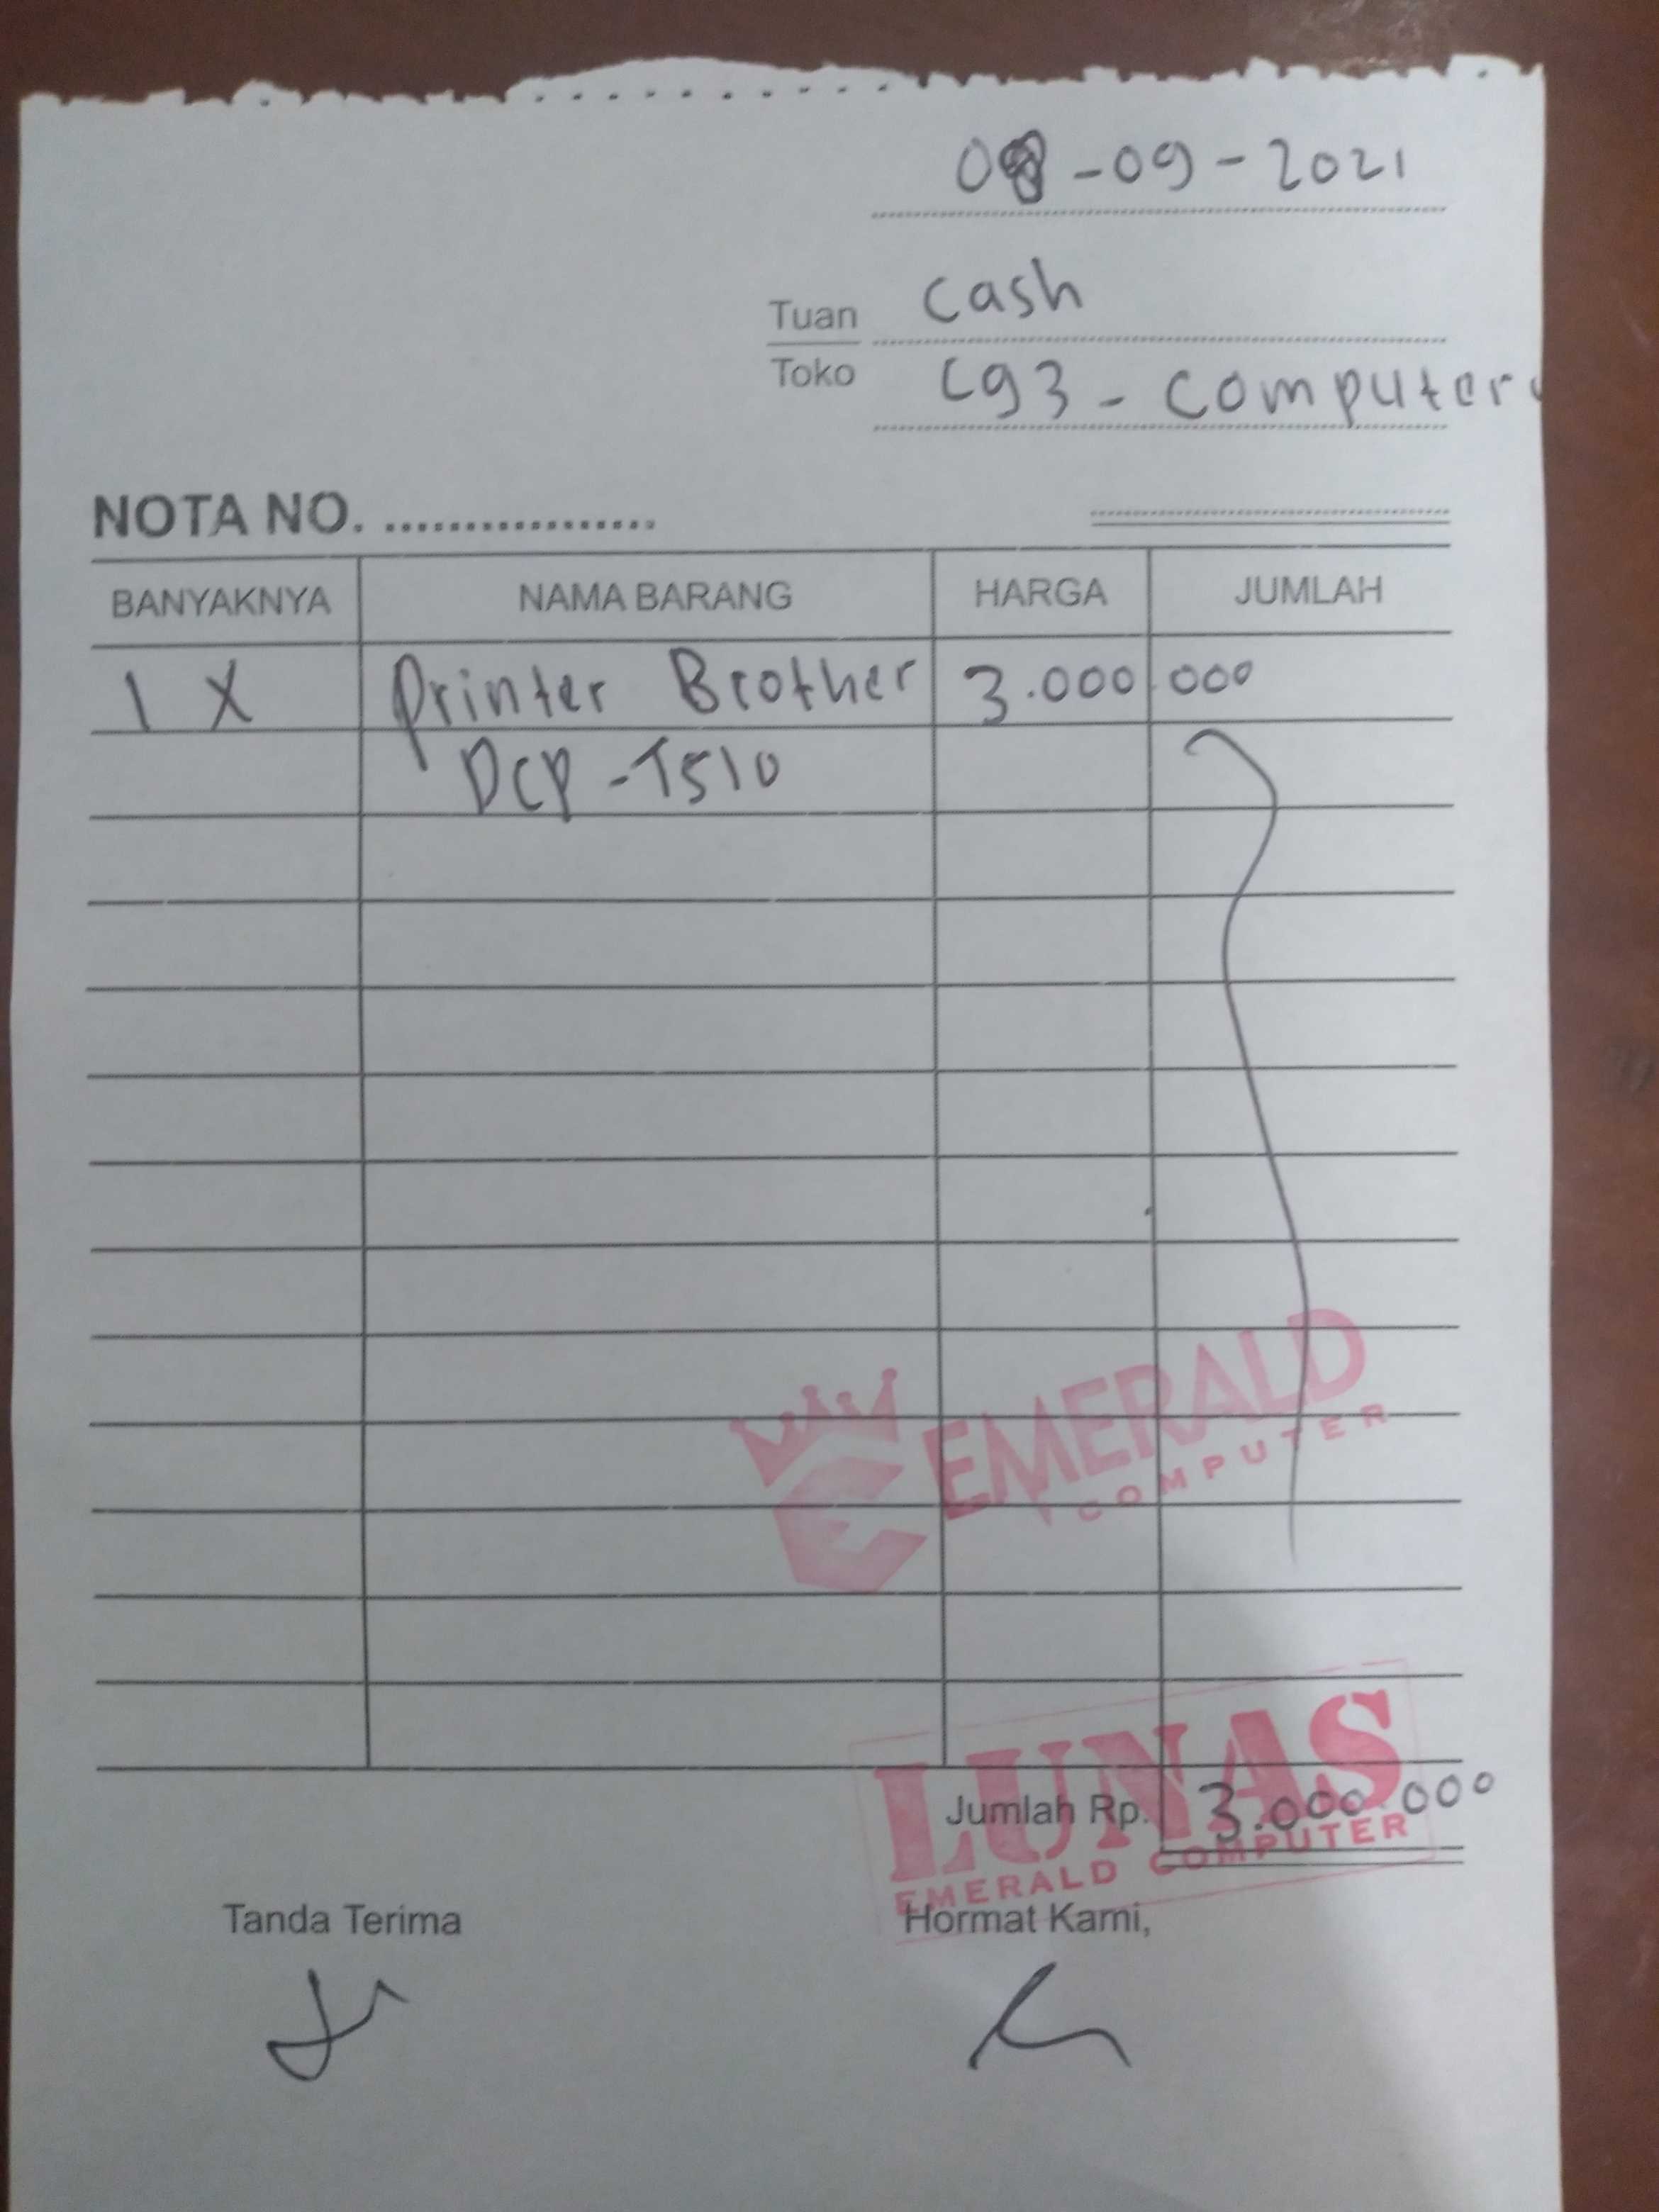 08-09-2021
Tuan Cash
Toko Cg3 - Computer
NOTA NO. ..................
BANYAKNYA NAMA BARANG HARGA JUMLAH
1 X Printer Brother 3.000.000
DCP-T510
EMERALD
COMPUTER
LUNAS
Jumlah Rp. 3.000.000
EMERALD COMPUTER
Tanda Terima Hormat Kami,